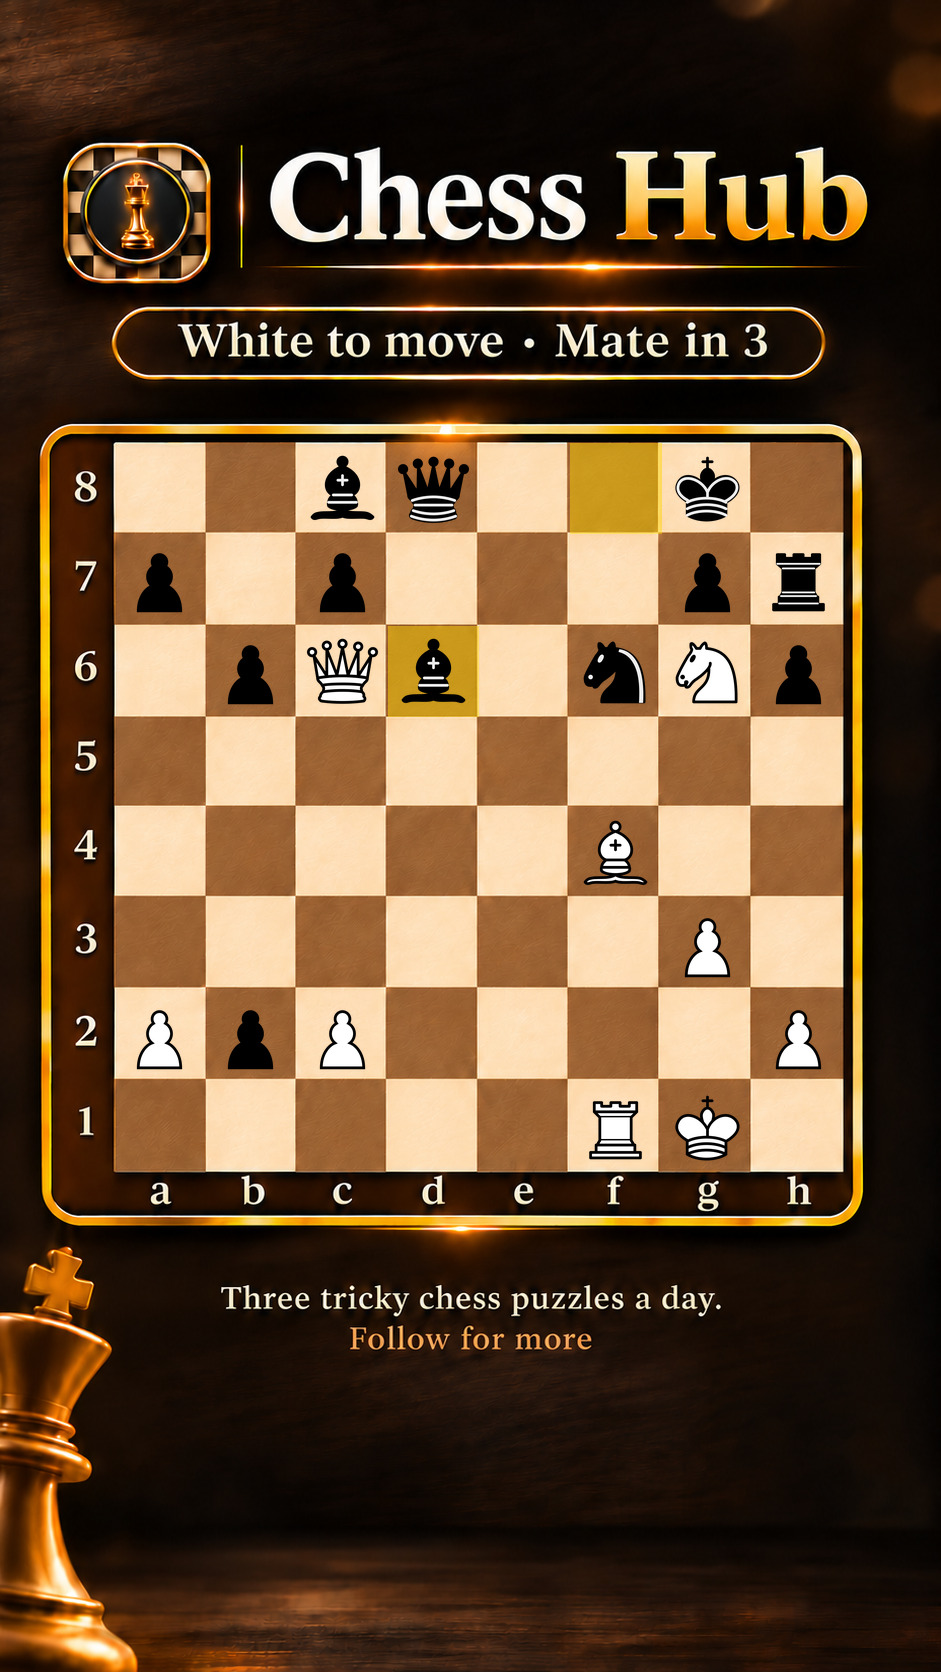 Chess Hub
White to move • Mate in 3
8
7
6
5
4
3
2
1
a b c d e f g h
Three tricky chess puzzles a day.
Follow for more